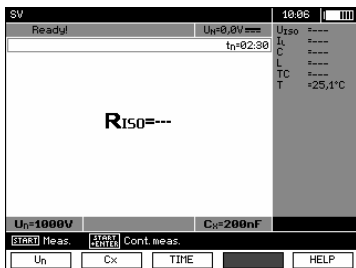 SV 10:06
Ready! UN=0,0V
tn=02:30
RISO=---
UISO =---
IL =---
C =---
L =---
TC =---
T =25,1°C
Un=1000V CX=200nF
START Meas. START +ENTER Cont. meas.
Un Cx TIME HELP